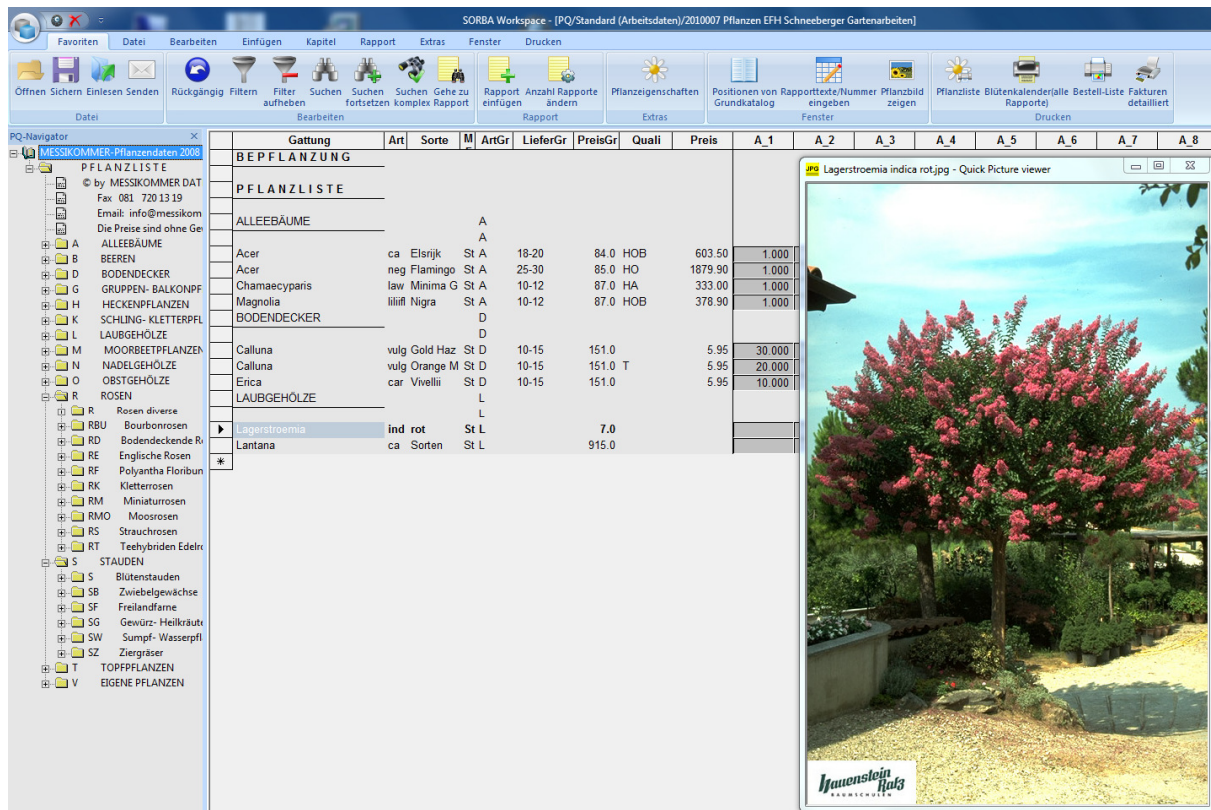 SORBA Workspace - [PQ/Standard (Arbeitsdaten)/2010007 Pflanzen EFH Schneeberger Gartenarbeiten]
Favoriten Datei Bearbeiten Einfügen Kapitel Rapport Extras Fenster Drucken
Öffnen Sichern Einlesen Senden Rückgängig Filtern Filter aufheben Suchen Suchen fortsetzen Suchen komplex Gehe zu Rapport Rapport einfügen Anzahl Rapporte ändern Pflanzeigenschaften Positionen von Grundkatalog Rapporttexte/Nummer eingeben Pflanzbild zeigen Pflanzliste Blütenkalender(alle Rapporte) Bestell-Liste Fakturen detailliert
Datei Bearbeiten Rapport Extras Fenster Drucken
PQ-Navigator
MESSIKOMMER-Pflanzendaten 2008
PFLANZLISTE
© by MESSIKOMMER DAT
Fax 081 720 13 19
Email: info@messikom
Die Preise sind ohne Gew
A ALLEEBÄUME
B BEEREN
D BODENDECKER
G GRUPPEN- BALKONPF
H HECKENPFLANZEN
K SCHLING- KLETTERPFL
L LAUBGEHÖLZE
M MOORBEETPFLANZEN
N NADELGEHÖLZE
O OBSTGEHÖLZE
R ROSEN
R Rosen diverse
RBU Bourbonrosen
RD Bodendeckende Ro
RE Englische Rosen
RF Polyantha Floribun
RK Kletterrosen
RM Miniaturrosen
RMO Moosrosen
RS Strauchrosen
RT Teehybriden Edelro
S STAUDEN
S Blütenstauden
SB Zwiebelgewächse
SF Freilandfarne
SG Gewürz- Heilkräute
SW Sumpf- Wasserpfl
SZ Ziergräser
T TOPFPFLANZEN
V EIGENE PFLANZEN
Gattung Art Sorte M ArtGr LieferGr PreisGr Quali Preis A_1 A_2 A_3 A_4 A_5 A_6 A_7 A_8
BEPFLANZUNG
PFLANZLISTE
ALLEEBÄUME A
A
Acer ca Elsrijk St A 18-20 84.0 HOB 603.50 1.000
Acer neg Flamingo St A 25-30 85.0 HO 1879.90 1.000
Chamaecyparis law Minima G St A 10-12 87.0 HA 333.00 1.000
Magnolia lilifl Nigra St A 10-12 87.0 HOB 378.90 1.000
BODENDECKER D
D
Calluna vulg Gold Haz St D 10-15 151.0 5.95 30.000
Calluna vulg Orange M St D 10-15 151.0 T 5.95 20.000
Erica car Vivellii St D 10-15 151.0 5.95 10.000
LAUBGEHÖLZE L
L
Lagerstroemia ind rot St L 7.0
Lantana ca Sorten St L 915.0
JPG Lagerstroemia indica rot.jpg - Quick Picture viewer
Hauenstein
Rafz
BAUMSCHULEN